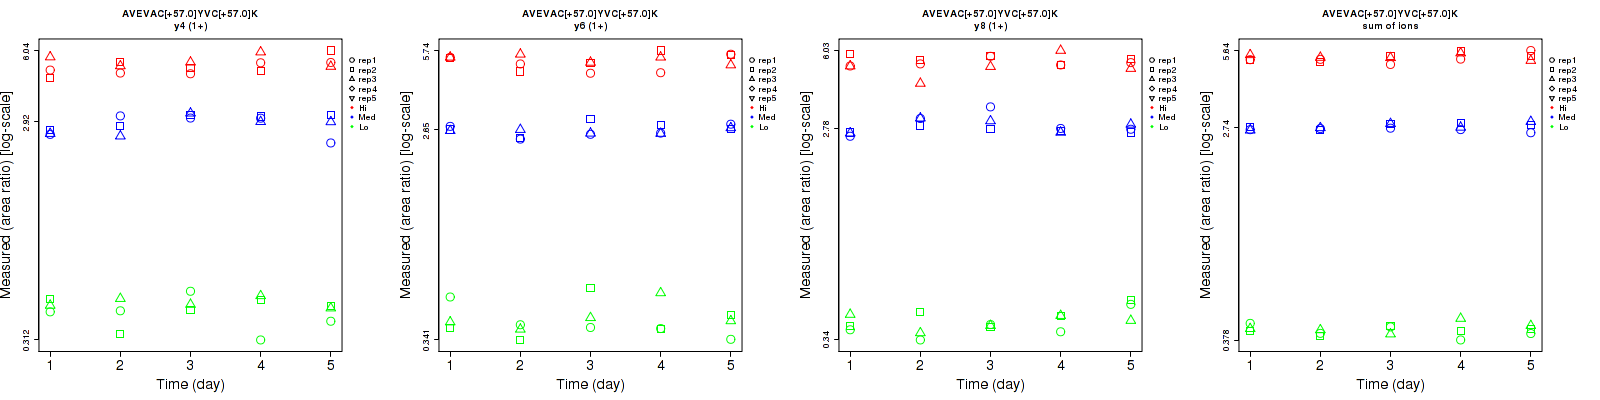 AVEVAC[+57.0]YVC[+57.0]K
y4 (1+)
Measured (area ratio) [log-scale]
6.04
2.92
0.312
1 2 3 4 5
Time (day)
rep1
rep2
rep3
rep4
rep5
Hi
Med
Lo
AVEVAC[+57.0]YVC[+57.0]K
y6 (1+)
Measured (area ratio) [log-scale]
5.74
2.65
0.341
1 2 3 4 5
Time (day)
rep1
rep2
rep3
rep4
rep5
Hi
Med
Lo
AVEVAC[+57.0]YVC[+57.0]K
y8 (1+)
Measured (area ratio) [log-scale]
6.03
2.78
0.34
1 2 3 4 5
Time (day)
rep1
rep2
rep3
rep4
rep5
Hi
Med
Lo
AVEVAC[+57.0]YVC[+57.0]K
sum of ions
Measured (area ratio) [log-scale]
5.64
2.74
0.378
1 2 3 4 5
Time (day)
rep1
rep2
rep3
rep4
rep5
Hi
Med
Lo